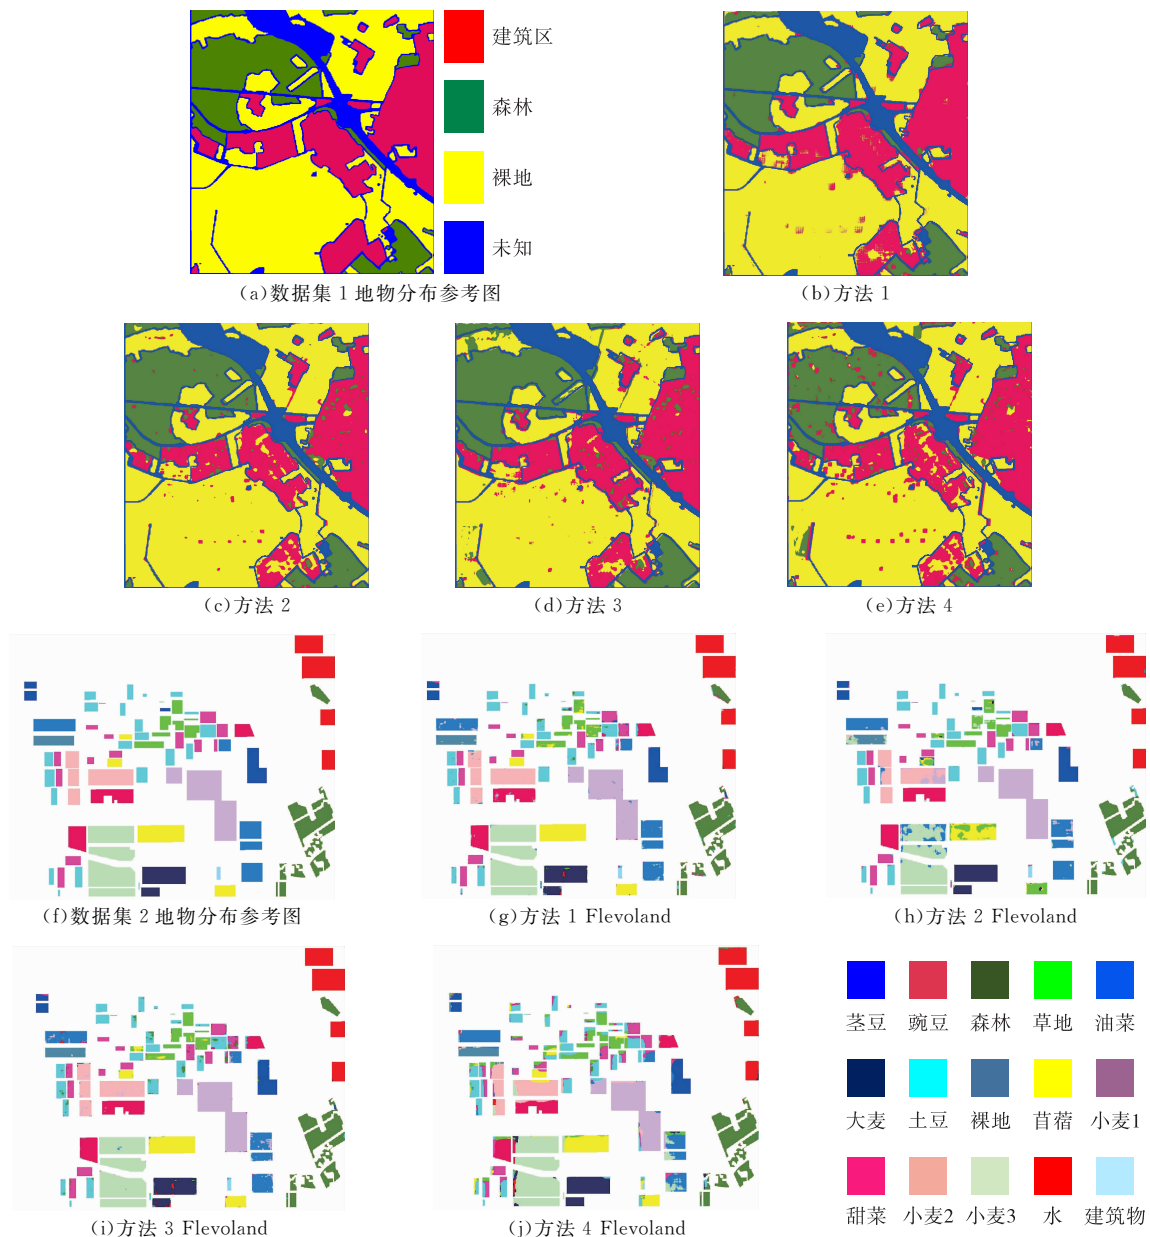 建筑区
森林
裸地
未知
(a)数据集 1 地物分布参考图
(b)方法 1
(c)方法 2
(d)方法 3
(e)方法 4
(f)数据集 2 地物分布参考图
(g)方法 1 Flevoland
(h)方法 2 Flevoland
(i)方法 3 Flevoland
(j)方法 4 Flevoland
茎豆 豌豆 森林 草地 油菜
大麦 土豆 裸地 苜蓿 小麦1
甜菜 小麦2 小麦3 水 建筑物